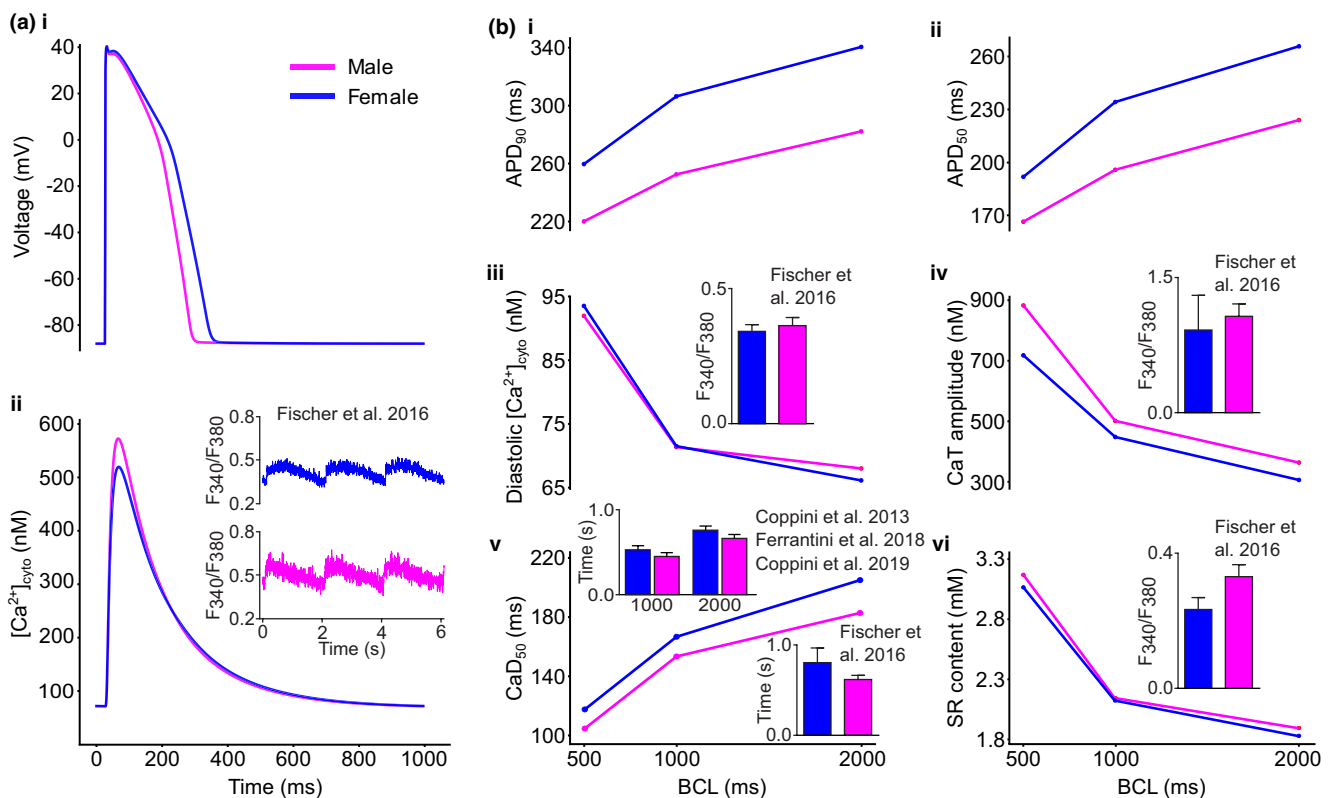 (a) i
40
20
0
-20
-40
-60
-80
Voltage (mV)
Male
Female
ii
600
500
400
300
200
100
[Ca²⁺]cyto (nM)
0 200 400 600 800 1000
Time (ms)
Fischer et al. 2016
0.8
0.5
0.2
F340/F380
0.8
0.5
0.2
F340/F380
0 2 4 6
Time (s)
(b) i
340
300
260
220
APD90 (ms)
ii
260
230
200
170
APD50 (ms)
iii
95
85
75
65
Diastolic [Ca²⁺]cyto (nM)
Fischer et
al. 2016
0.5
0.0
F340/F380
iv
900
700
500
300
CaT amplitude (nM)
Fischer et
al. 2016
1.5
0.0
F340/F380
v
220
180
140
100
CaD50 (ms)
500 1000 2000
BCL (ms)
1.0
0.0
Time (s)
1000 2000
Coppini et al. 2013
Ferrantini et al. 2018
Coppini et al. 2019
Fischer et
al. 2016
1.0
0.0
Time (s)
vi
3.3
2.8
2.3
1.8
SR content (mM)
500 1000 2000
BCL (ms)
Fischer et
al. 2016
0.4
0.0
F340/F380